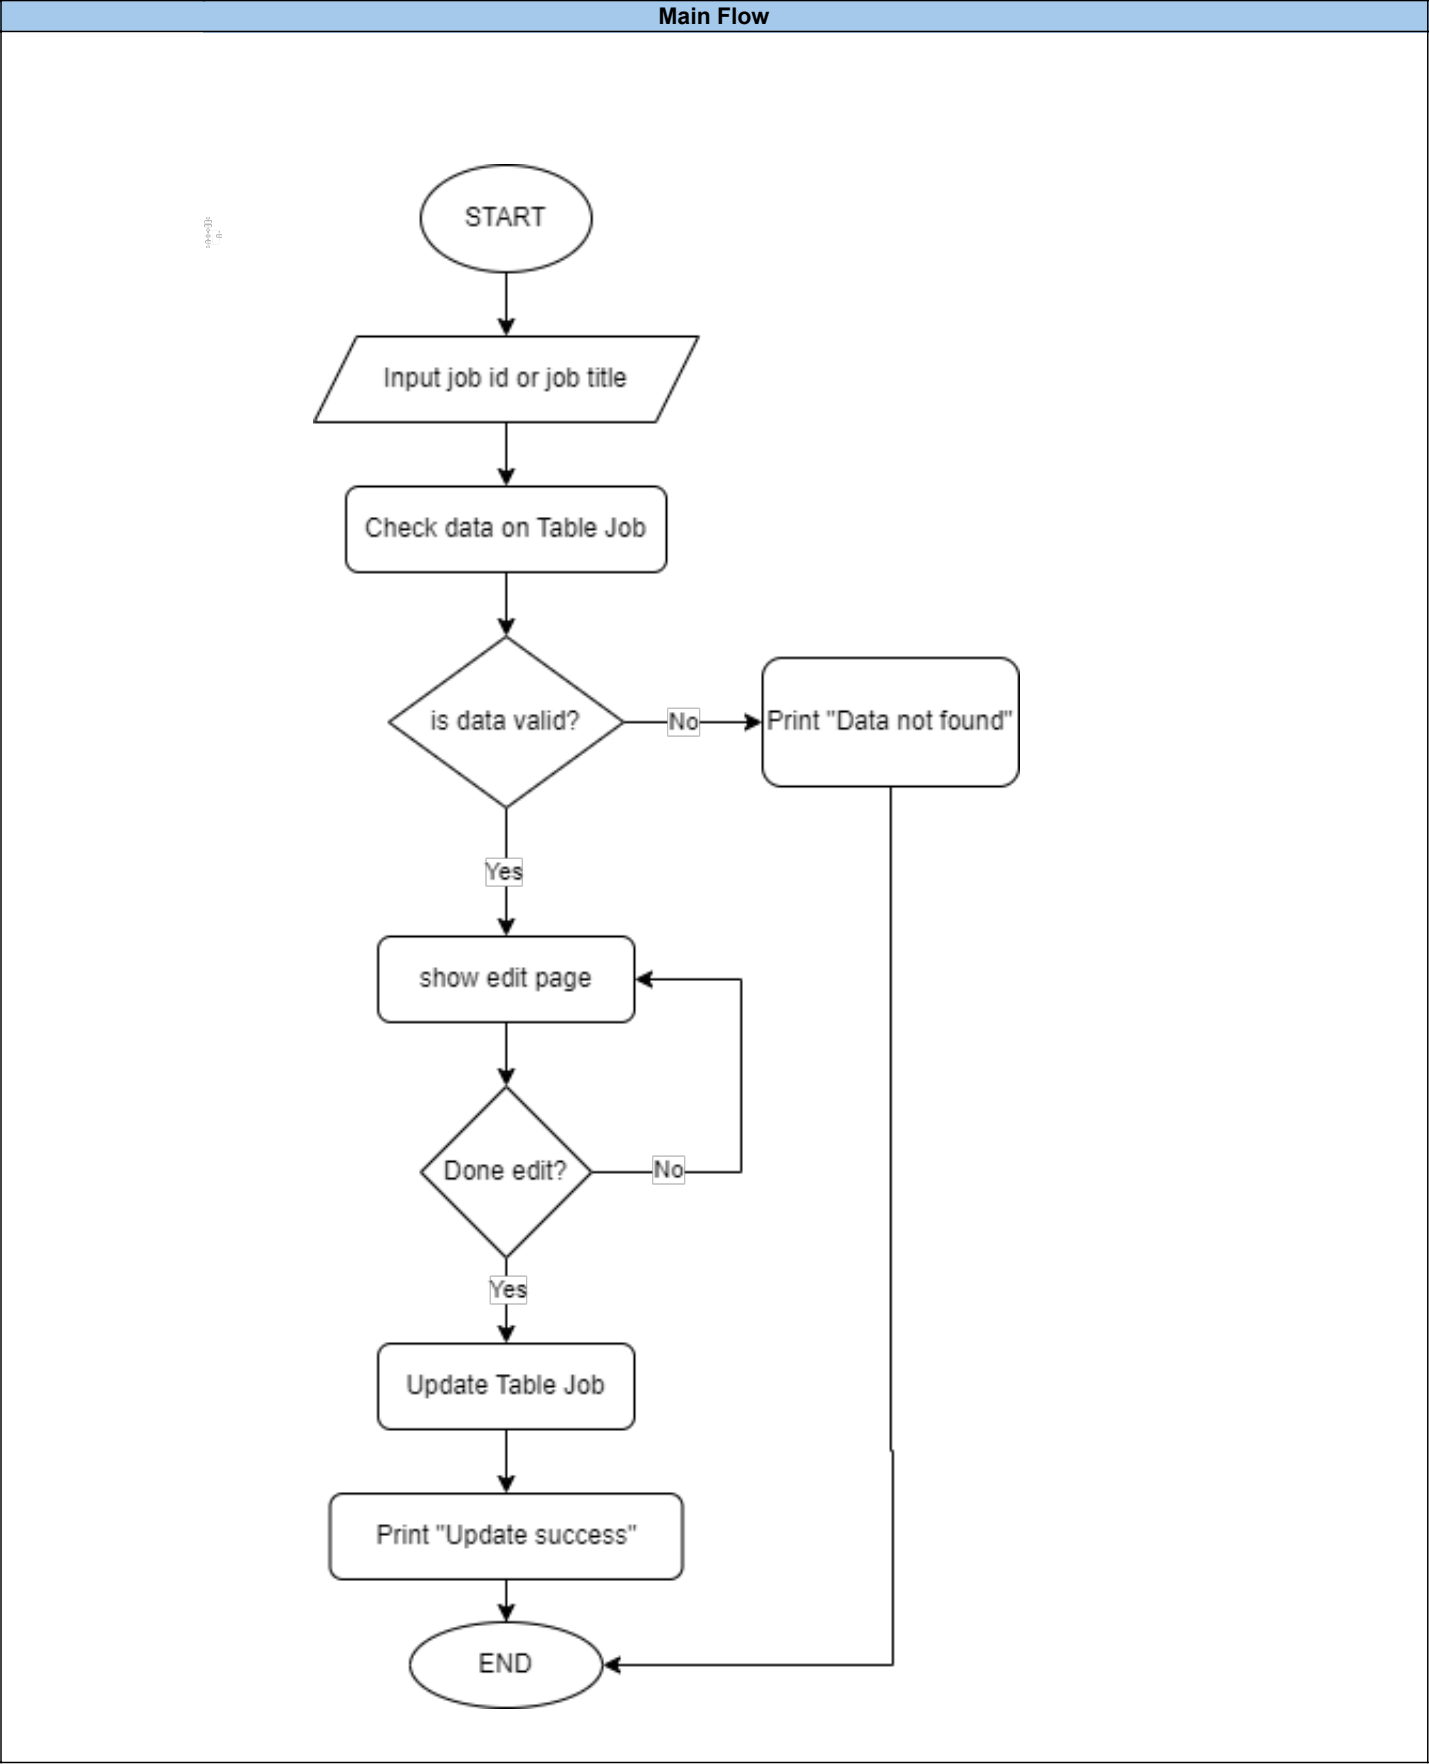 Main Flow
START
Input job id or job title
Check data on Table Job
is data valid?
No
Print "Data not found"
Yes
show edit page
Done edit?
No
Yes
Update Table Job
Print "Update success"
END